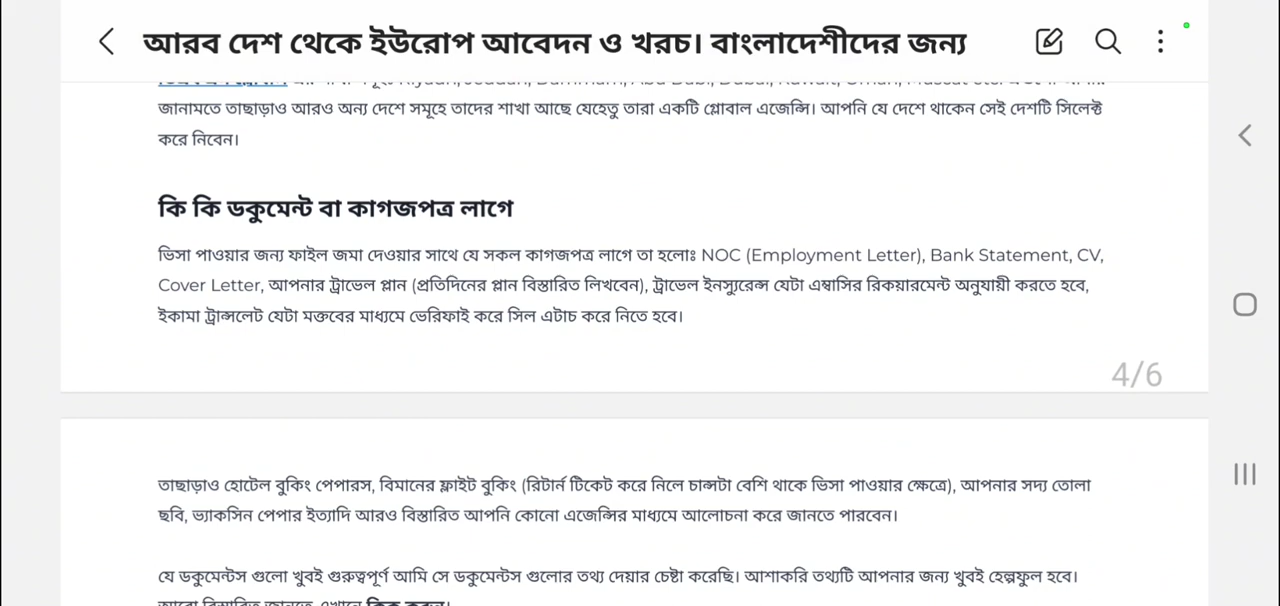 আরব দেশ থেকে ইউরোপ আবেদন ও খরচ। বাংলাদেশীদের জন্য
জানামতে তাছাড়াও আরও অন্য দেশে সমূহে তাদের শাখা আছে যেহেতু তারা একটি গ্লোবাল এজেন্সি। আপনি যে দেশে থাকেন সেই দেশটি সিলেক্ট
করে নিবেন।
কি কি ডকুমেন্ট বা কাগজপত্র লাগে
ভিসা পাওয়ার জন্য ফাইল জমা দেওয়ার সাথে যে সকল কাগজপত্র লাগে তা হলোঃ NOC (Employment Letter), Bank Statement, CV,
Cover Letter, আপনার ট্রাভেল প্লান (প্রতিদিনের প্লান বিস্তারিত লিখবেন), ট্রাভেল ইনস্যুরেন্স যেটা এম্বাসির রিকয়ারমেন্ট অনুযায়ী করতে হবে,
ইকামা ট্রান্সলেট যেটা মক্তবের মাধ্যমে ভেরিফাই করে সিল এটাচ করে নিতে হবে।
4/6
তাছাড়াও হোটেল বুকিং পেপারস, বিমানের ফ্লাইট বুকিং (রিটার্ন টিকেট করে নিলে চান্সটা বেশি থাকে ভিসা পাওয়ার ক্ষেত্রে), আপনার সদ্য তোলা
ছবি, ভ্যাকসিন পেপার ইত্যাদি আরও বিস্তারিত আপনি কোনো এজেন্সির মাধ্যমে আলোচনা করে জানতে পারবেন।
যে ডকুমেন্টস গুলো খুবই গুরুত্বপূর্ণ আমি সে ডকুমেন্টস গুলোর তথ্য দেয়ার চেষ্টা করেছি। আশাকরি তথ্যটি আপনার জন্য খুবই হেল্পফুল হবে।
আরো বিস্তারিত জানতে এখানে ক্লিক করুন।